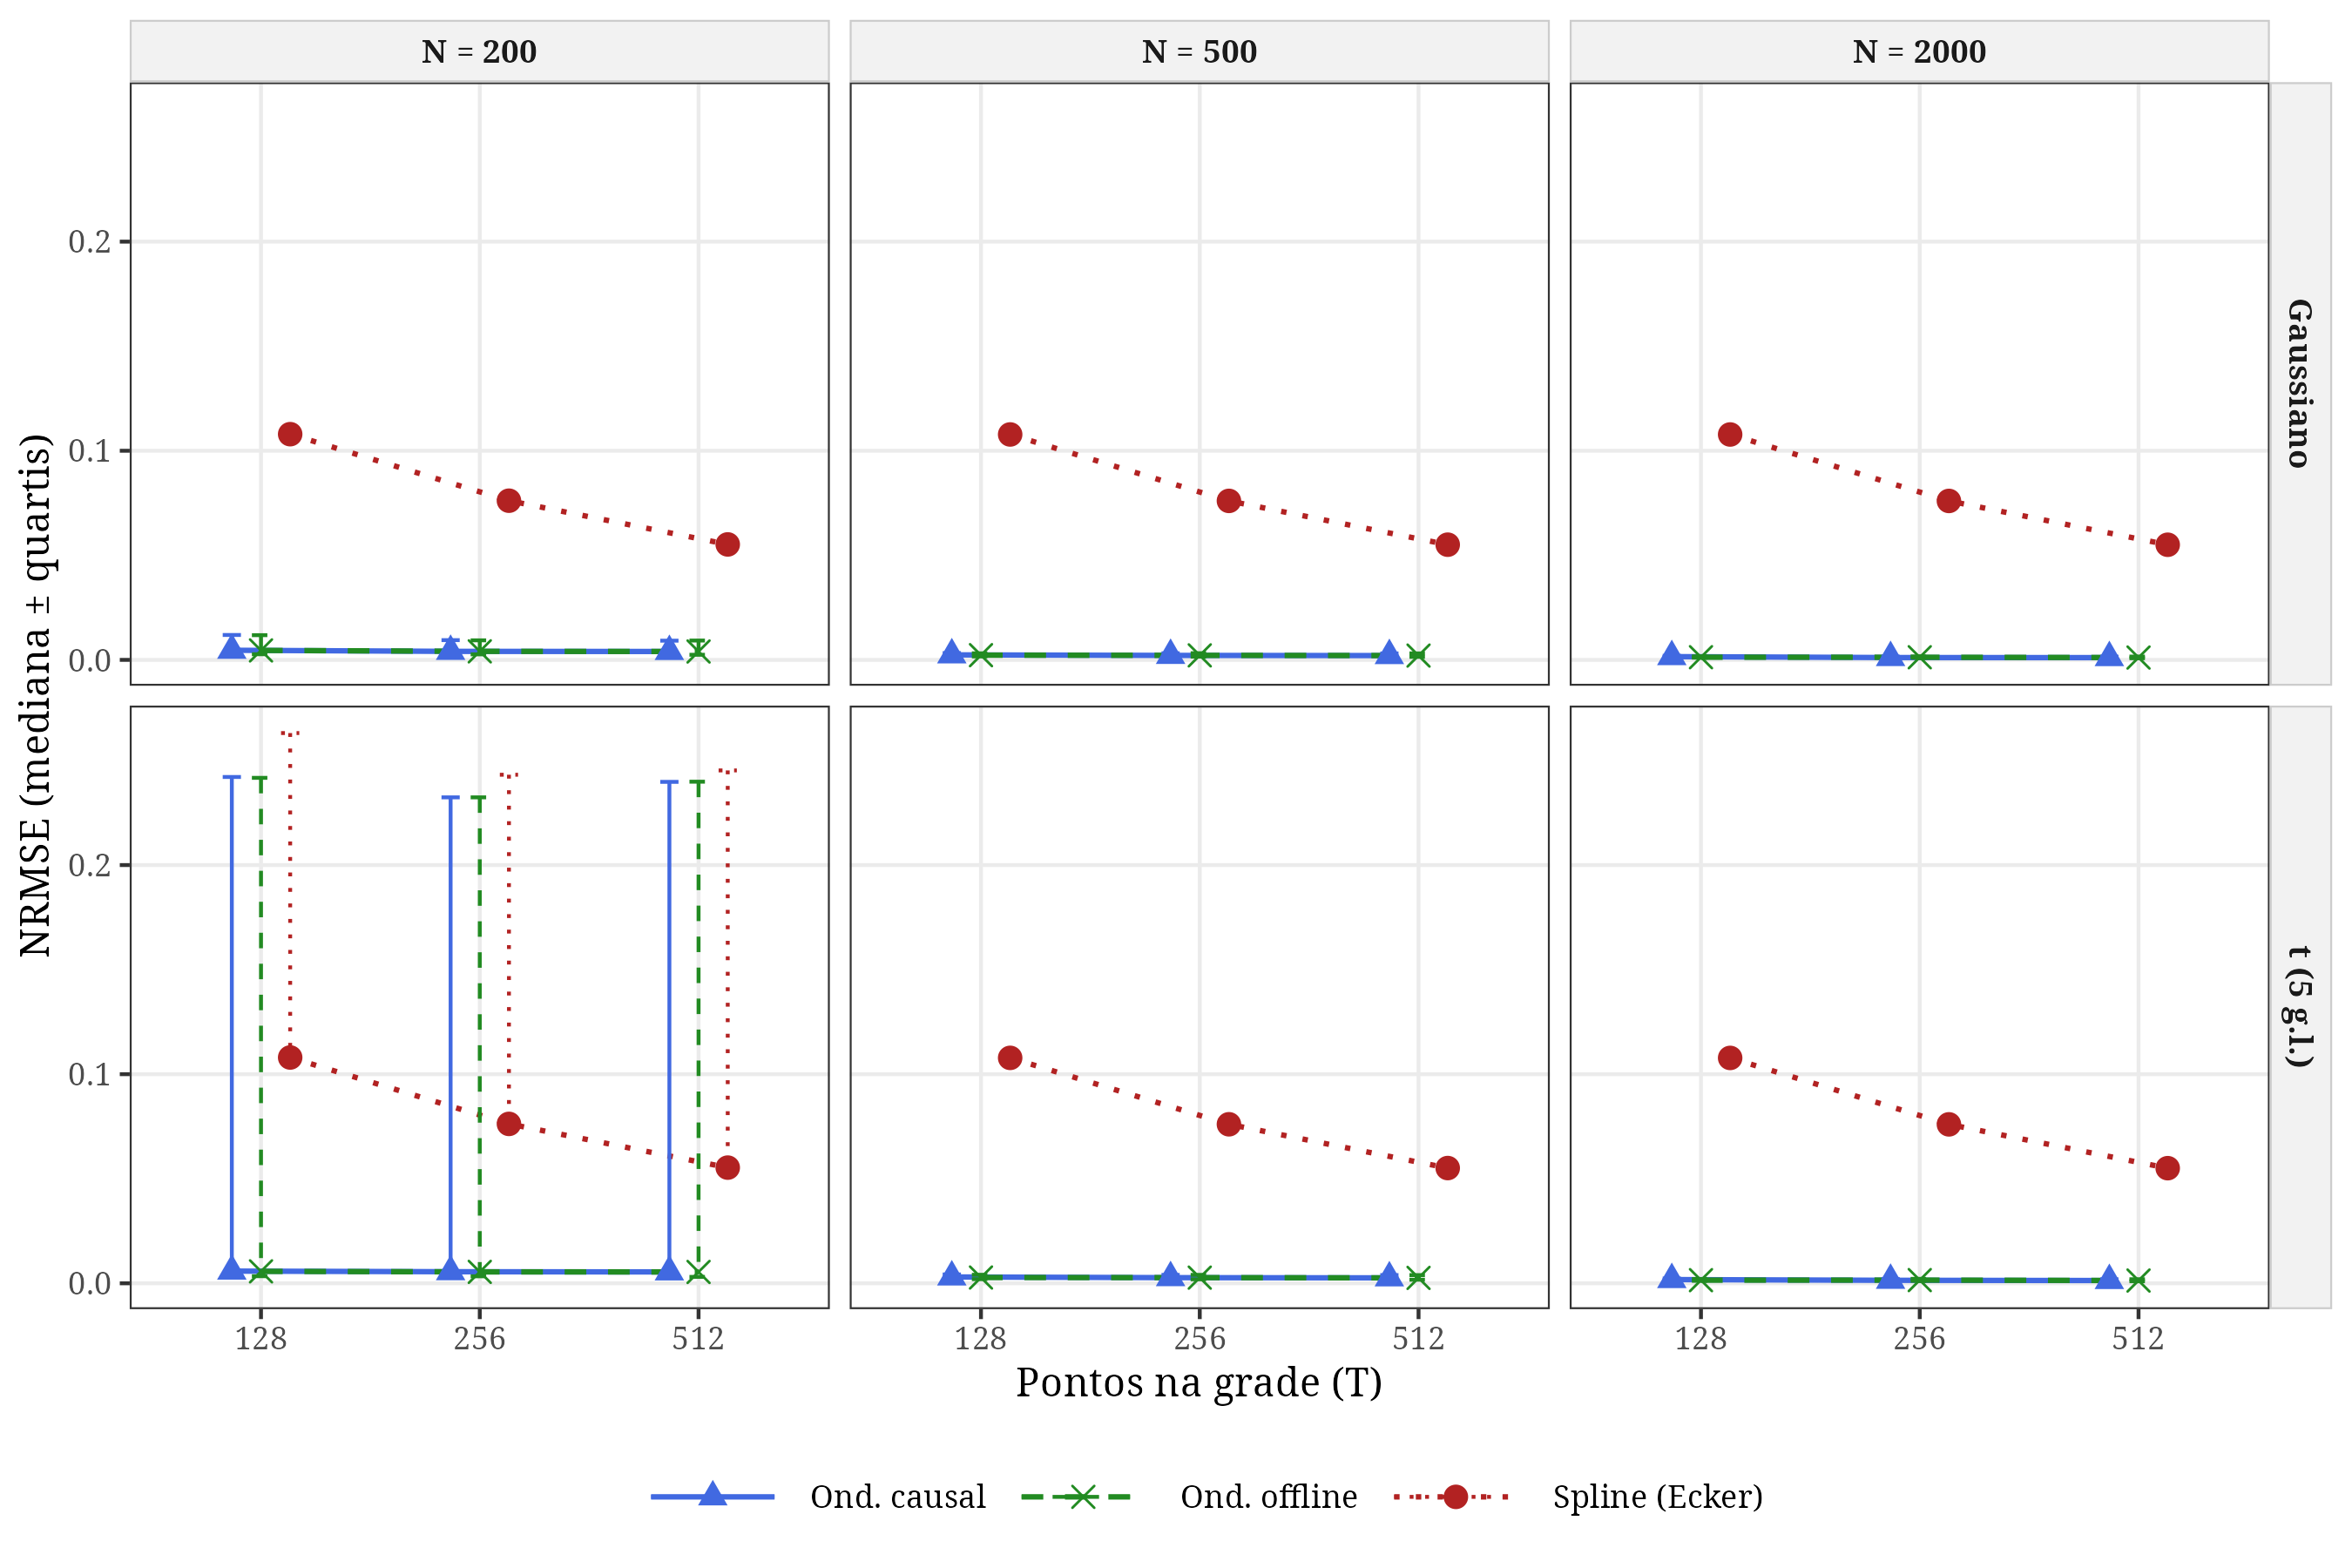 N = 200
N = 500
N = 2000
NRMSE (mediana ± quartis)
0.2
0.1
0.0
Gaussiano
0.2
0.1
0.0
t (5 g.l.)
128
256
512
128
256
512
128
256
512
Pontos na grade (T)
Ond. causal
Ond. offline
Spline (Ecker)